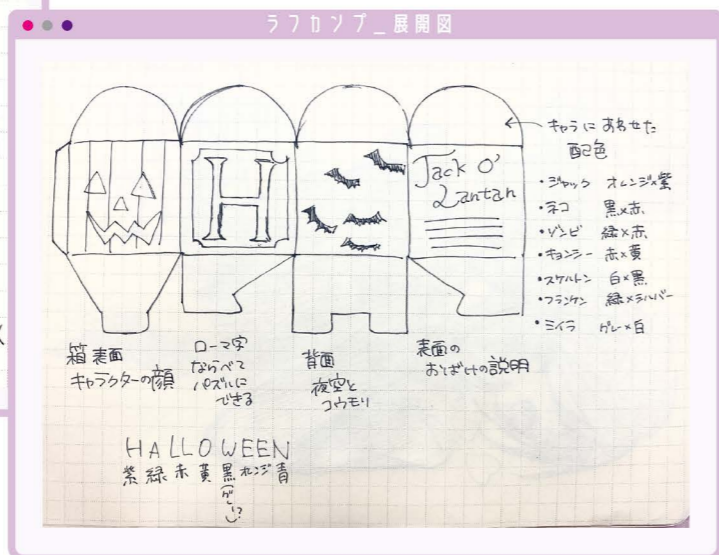 ラフカンプ_展開図
H
Jack O'
Lantan
キャラにあわせた
配色
・ジャック オレンジ×紫
・ネコ 黒×赤
・ゾンビ 緑×赤
・キョンシー 赤×黄
・スケルトン 白×黒
・フランケン 緑×シルバー
・ミイラ グレー×白
箱表面
キャラクターの顔
ローマ字
ならべて
パズルに
できる
背面
夜空と
コウモリ
表面の
おばけの説明
HALLOWEEN
紫 緑 赤 黄 黒 オレンジ 青